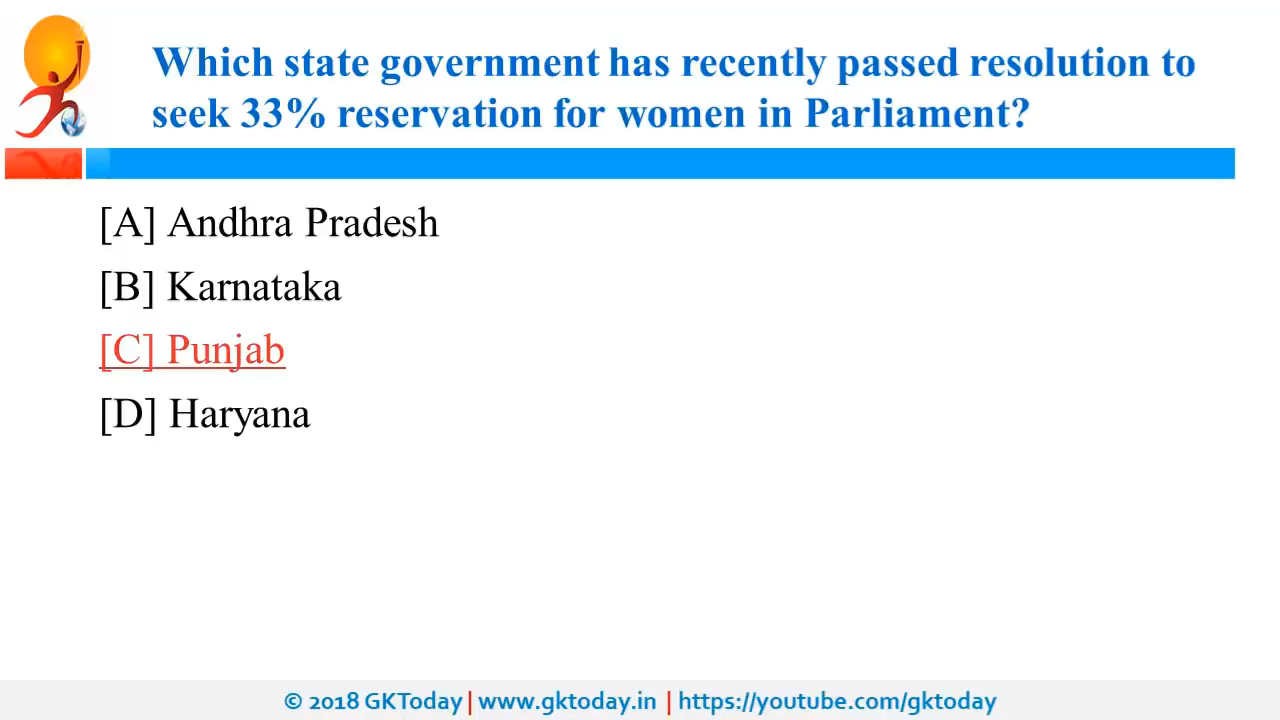 Which state government has recently passed resolution to
seek 33% reservation for women in Parliament?
[A] Andhra Pradesh
[B] Karnataka
[C] Punjab
[D] Haryana
© 2018 GKToday | www.gktoday.in | https://youtube.com/gktoday